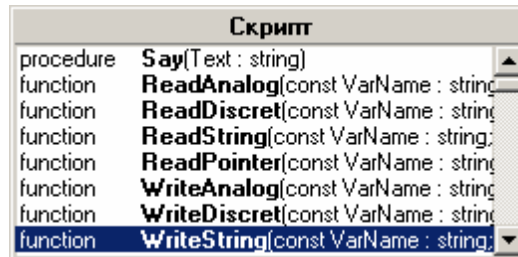 Скрипт
procedure Say(Text : string)
function ReadAnalog(const VarName : string
function ReadDiscret(const VarName : string
function ReadString(const VarName : string;
function ReadPointer(const VarName : string
function WriteAnalog(const VarName : string
function WriteDiscret(const VarName : string
function WriteString(const VarName : string;